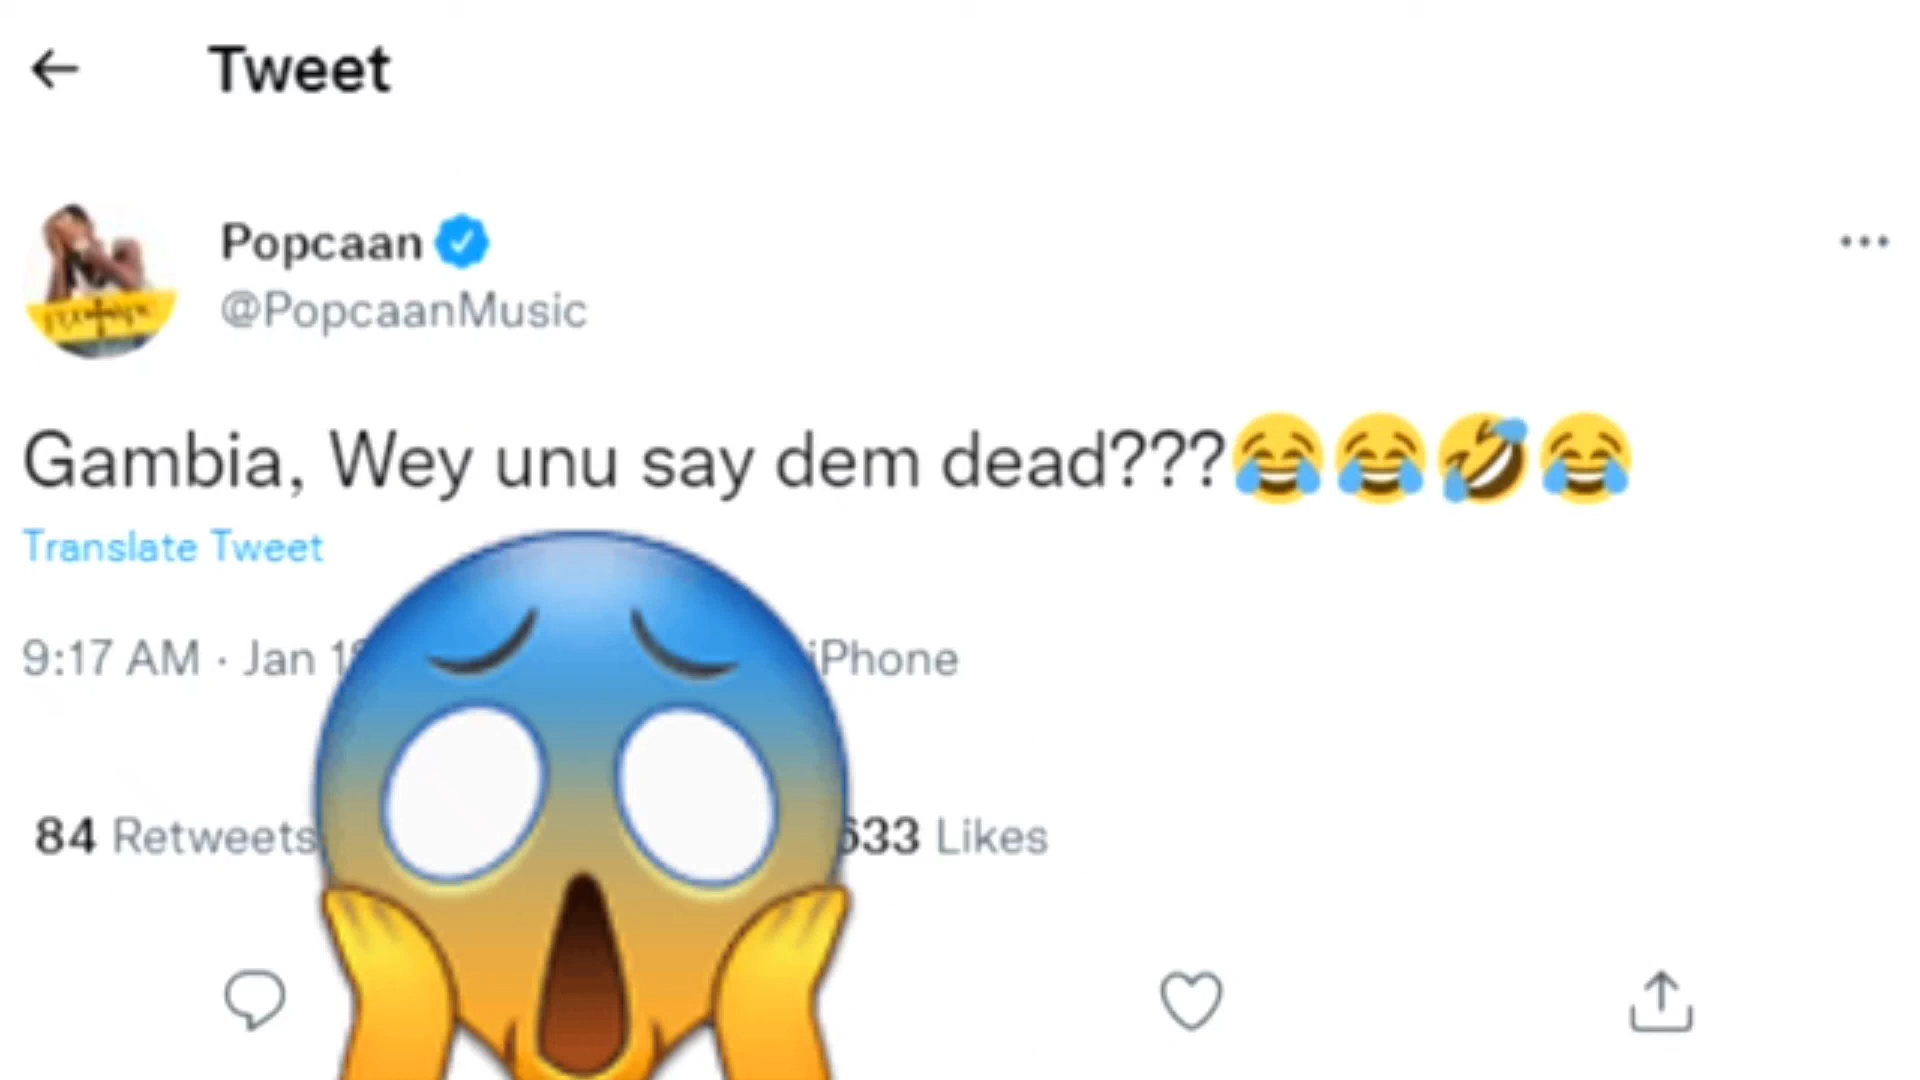 Tweet
Popcaan
@PopcaanMusic
Gambia, Wey unu say dem dead???😂😂🤣😂
Translate Tweet
9:17 AM · Jan iPhone
84 Retweets 633 Likes